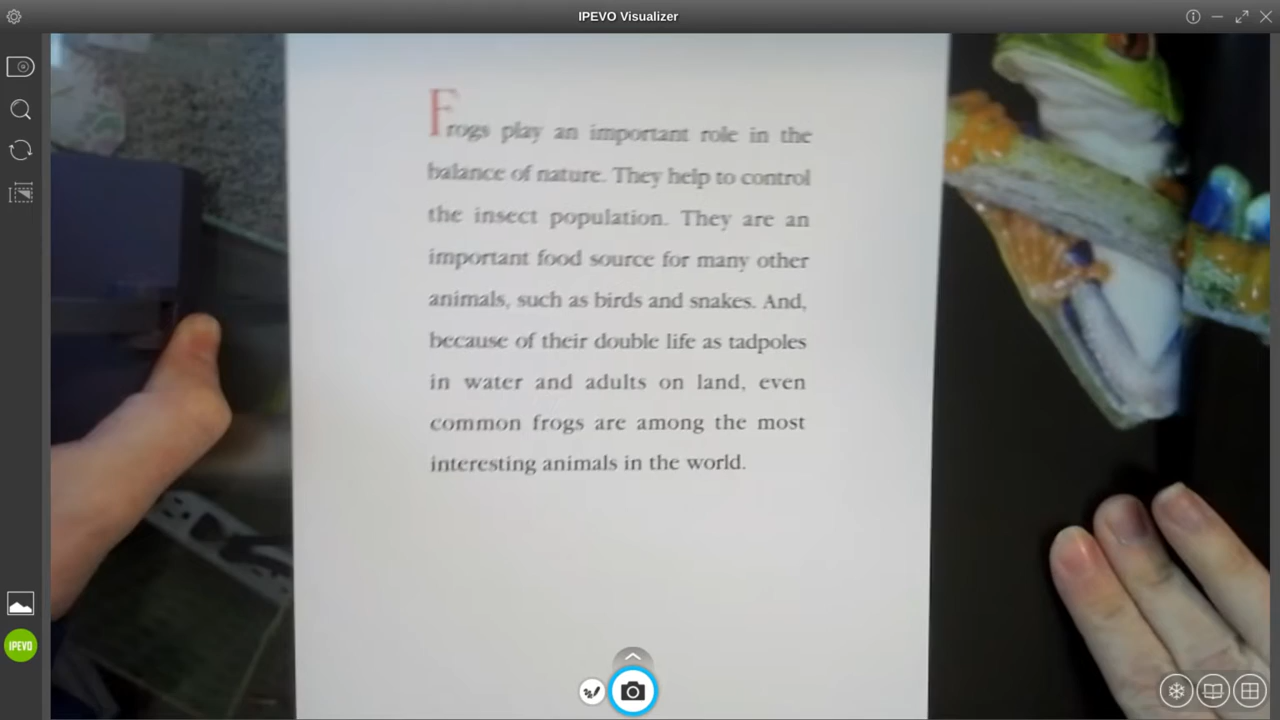 IPEVO Visualizer
Frogs play an important role in the
balance of nature. They help to control
the insect population. They are an
important food source for many other
animals, such as birds and snakes. And,
because of their double life as tadpoles
in water and adults on land, even
common frogs are among the most
interesting animals in the world.
IPEVO